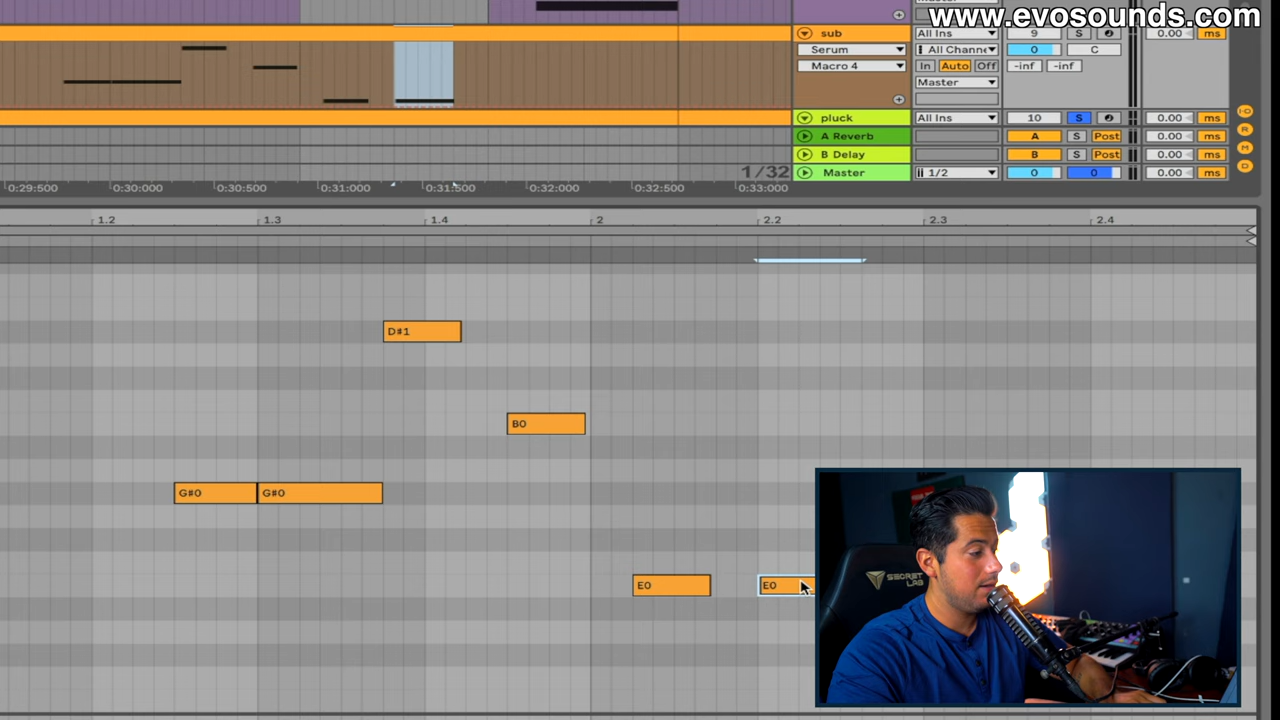 www.evosounds.com
sub All Ins 9 0.00 ms
Serum All Channe 0 C
Macro 4 In Auto Off -inf -inf
Master
pluck All Ins 10 S 0.00 ms
A Reverb A S Post 0.00 ms
B Delay B S Post 0.00 ms
1/32 Master 1/2 0 0 0.00 ms
0:29:500 0:30:000 0:30:500 0:31:000 0:31:500 0:32:000 0:32:500 0:33:000
1.2 1.3 1.4 2 2.2 2.3 2.4
D#1
B0
G#0 G#0
E0 E0
SECRET
LAB